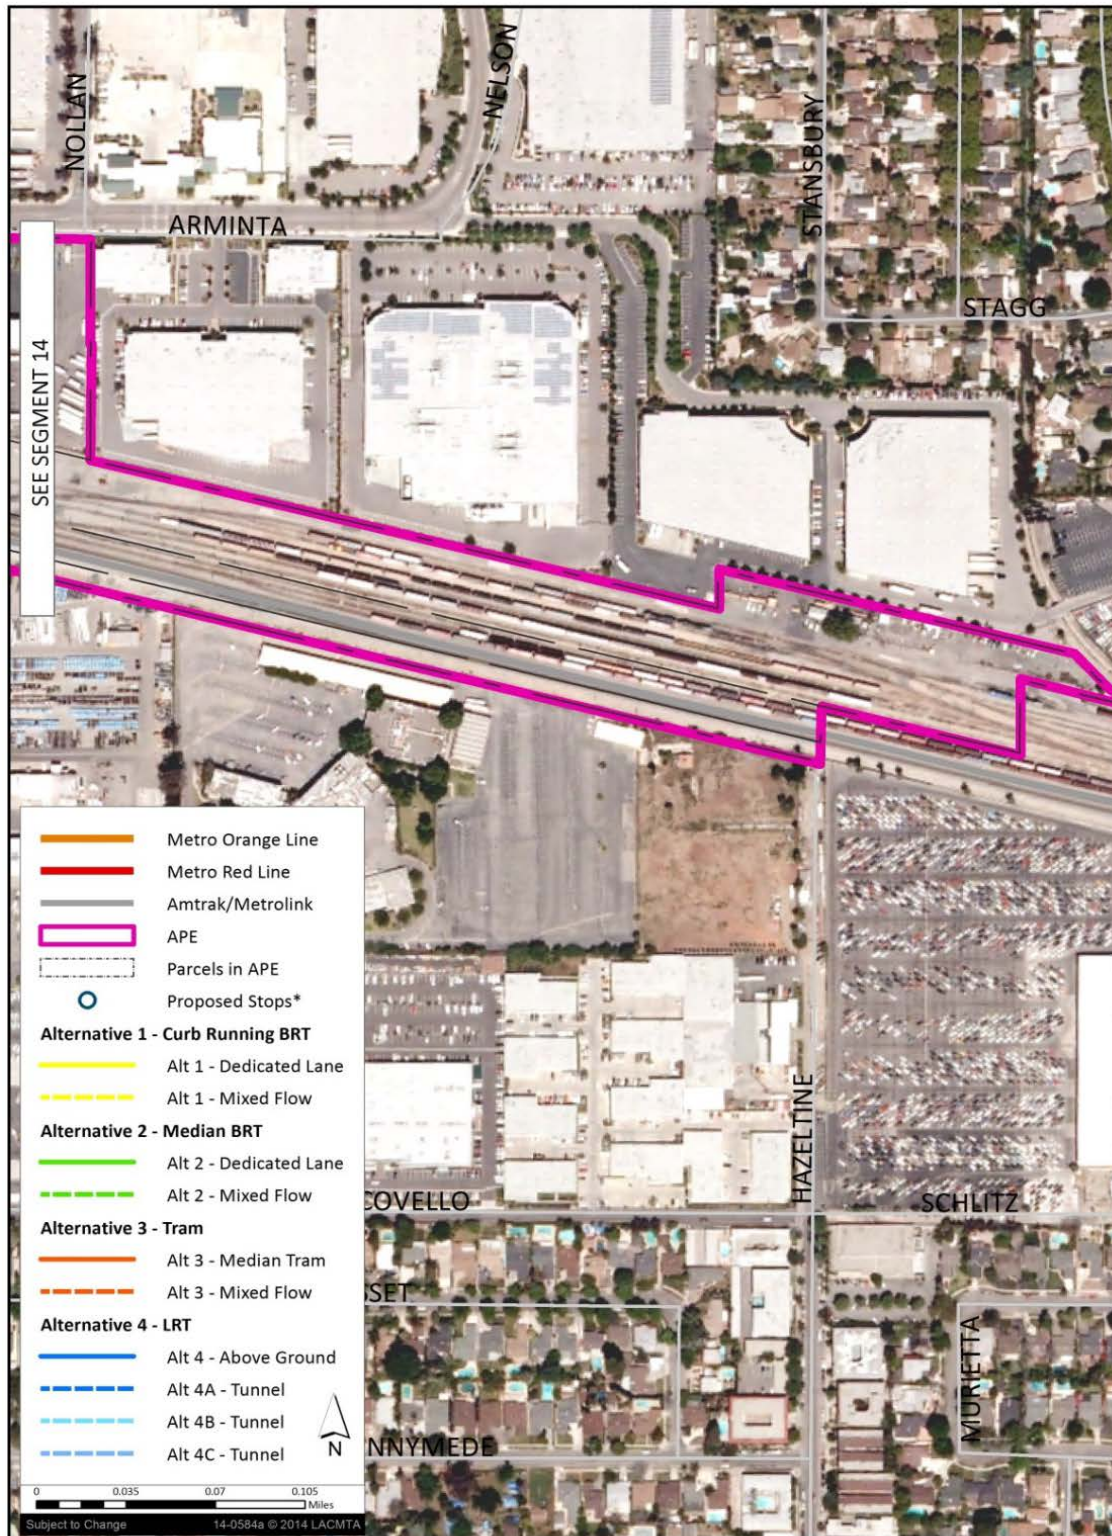 NOLLAN
NELSON
STANSBURY
ARMINTA
STAGG
SEE SEGMENT 14
Metro Orange Line
Metro Red Line
Amtrak/Metrolink
APE
Parcels in APE
Proposed Stops*
Alternative 1 - Curb Running BRT
Alt 1 - Dedicated Lane
Alt 1 - Mixed Flow
Alternative 2 - Median BRT
Alt 2 - Dedicated Lane
Alt 2 - Mixed Flow
Alternative 3 - Tram
Alt 3 - Median Tram
Alt 3 - Mixed Flow
Alternative 4 - LRT
Alt 4 - Above Ground
Alt 4A - Tunnel
Alt 4B - Tunnel
Alt 4C - Tunnel
N
0 0.035 0.07 0.105
Miles
Subject to Change 14-0584a © 2014 LACMTA
HAZELTINE
COVELLO
SCHLITZ
SSET
MURIETTA
NNYMEDE